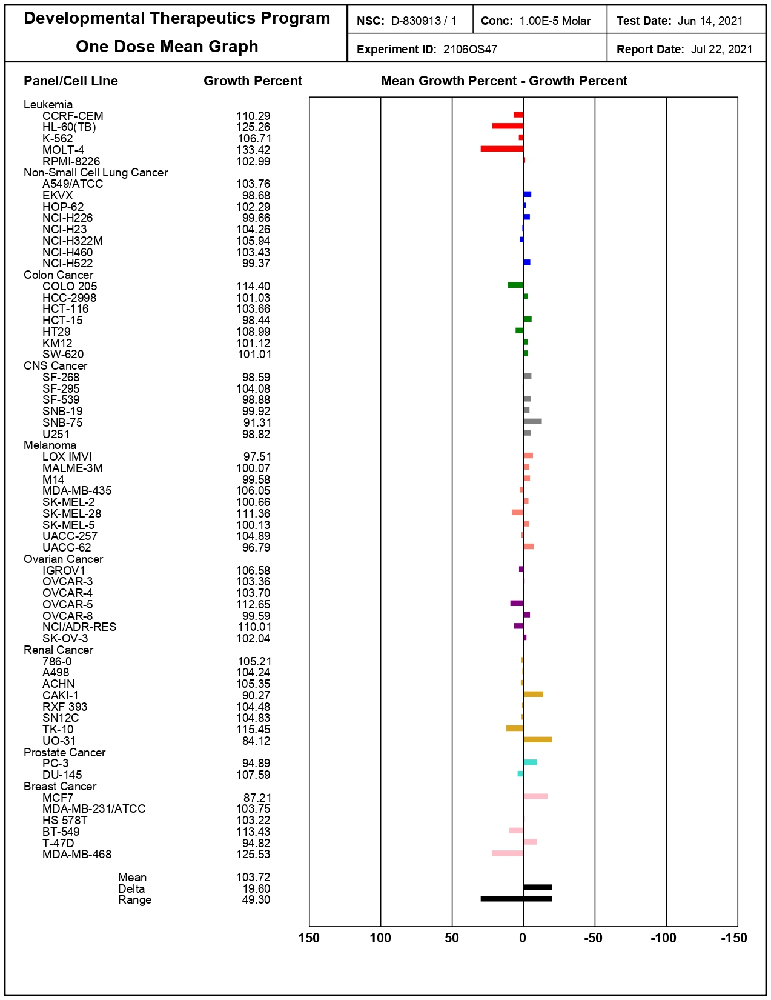 Developmental Therapeutics Program
One Dose Mean Graph
NSC: D-830913 / 1
Conc: 1.00E-5 Molar
Test Date: Jun 14, 2021
Experiment ID: 2106OS47
Report Date: Jul 22, 2021
Panel/Cell Line Growth Percent Mean Growth Percent - Growth Percent
Leukemia
CCRF-CEM 110.29
HL-60(TB) 125.26
K-562 106.71
MOLT-4 133.42
RPMI-8226 102.99
Non-Small Cell Lung Cancer
A549/ATCC 103.76
EKVX 98.68
HOP-62 102.29
NCI-H226 99.66
NCI-H23 104.26
NCI-H322M 105.94
NCI-H460 103.43
NCI-H522 99.37
Colon Cancer
COLO 205 114.40
HCC-2998 101.03
HCT-116 103.66
HCT-15 98.44
HT29 108.99
KM12 101.12
SW-620 101.01
CNS Cancer
SF-268 98.59
SF-295 104.08
SF-539 98.88
SNB-19 99.92
SNB-75 91.31
U251 98.82
Melanoma
LOX IMVI 97.51
MALME-3M 100.07
M14 99.58
MDA-MB-435 106.05
SK-MEL-2 100.66
SK-MEL-28 111.36
SK-MEL-5 100.13
UACC-257 104.89
UACC-62 96.79
Ovarian Cancer
IGROV1 106.58
OVCAR-3 103.36
OVCAR-4 103.70
OVCAR-5 112.65
OVCAR-8 99.59
NCI/ADR-RES 110.01
SK-OV-3 102.04
Renal Cancer
786-0 105.21
A498 104.24
ACHN 105.35
CAKI-1 90.27
RXF 393 104.48
SN12C 104.83
TK-10 115.45
UO-31 84.12
Prostate Cancer
PC-3 94.89
DU-145 107.59
Breast Cancer
MCF7 87.21
MDA-MB-231/ATCC 103.75
HS 578T 103.22
BT-549 113.43
T-47D 94.82
MDA-MB-468 125.53
Mean 103.72
Delta 19.60
Range 49.30
150 100 50 0 -50 -100 -150